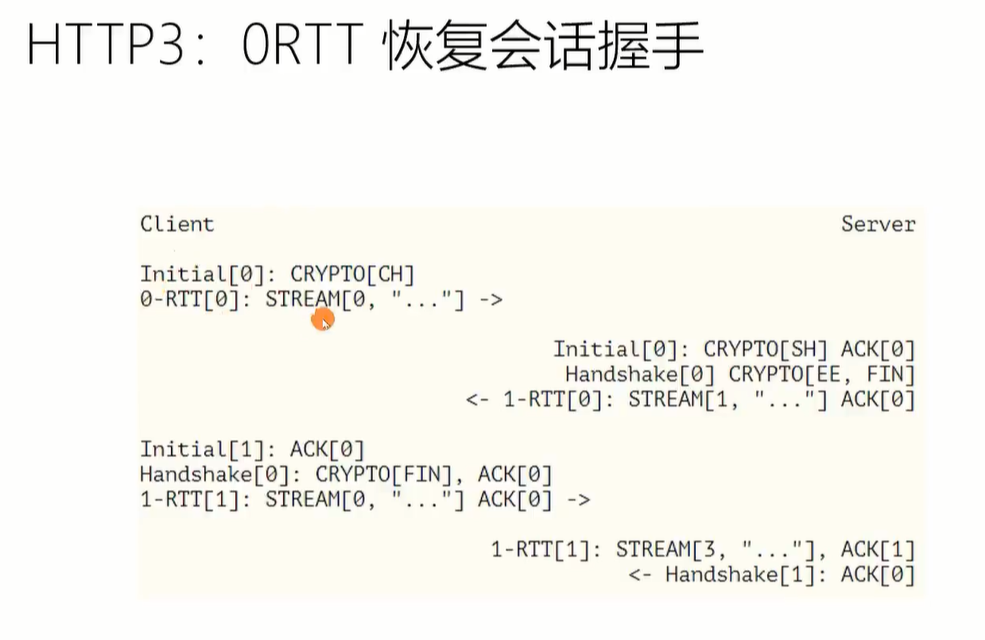 HTTP3：0RTT 恢复会话握手
Client Server
Initial[0]: CRYPTO[CH]
0-RTT[0]: STREAM[0, "..."] ->
Initial[0]: CRYPTO[SH] ACK[0]
Handshake[0] CRYPTO[EE, FIN]
<- 1-RTT[0]: STREAM[1, "..."] ACK[0]
Initial[1]: ACK[0]
Handshake[0]: CRYPTO[FIN], ACK[0]
1-RTT[1]: STREAM[0, "..."] ACK[0] ->
1-RTT[1]: STREAM[3, "..."], ACK[1]
<- Handshake[1]: ACK[0]